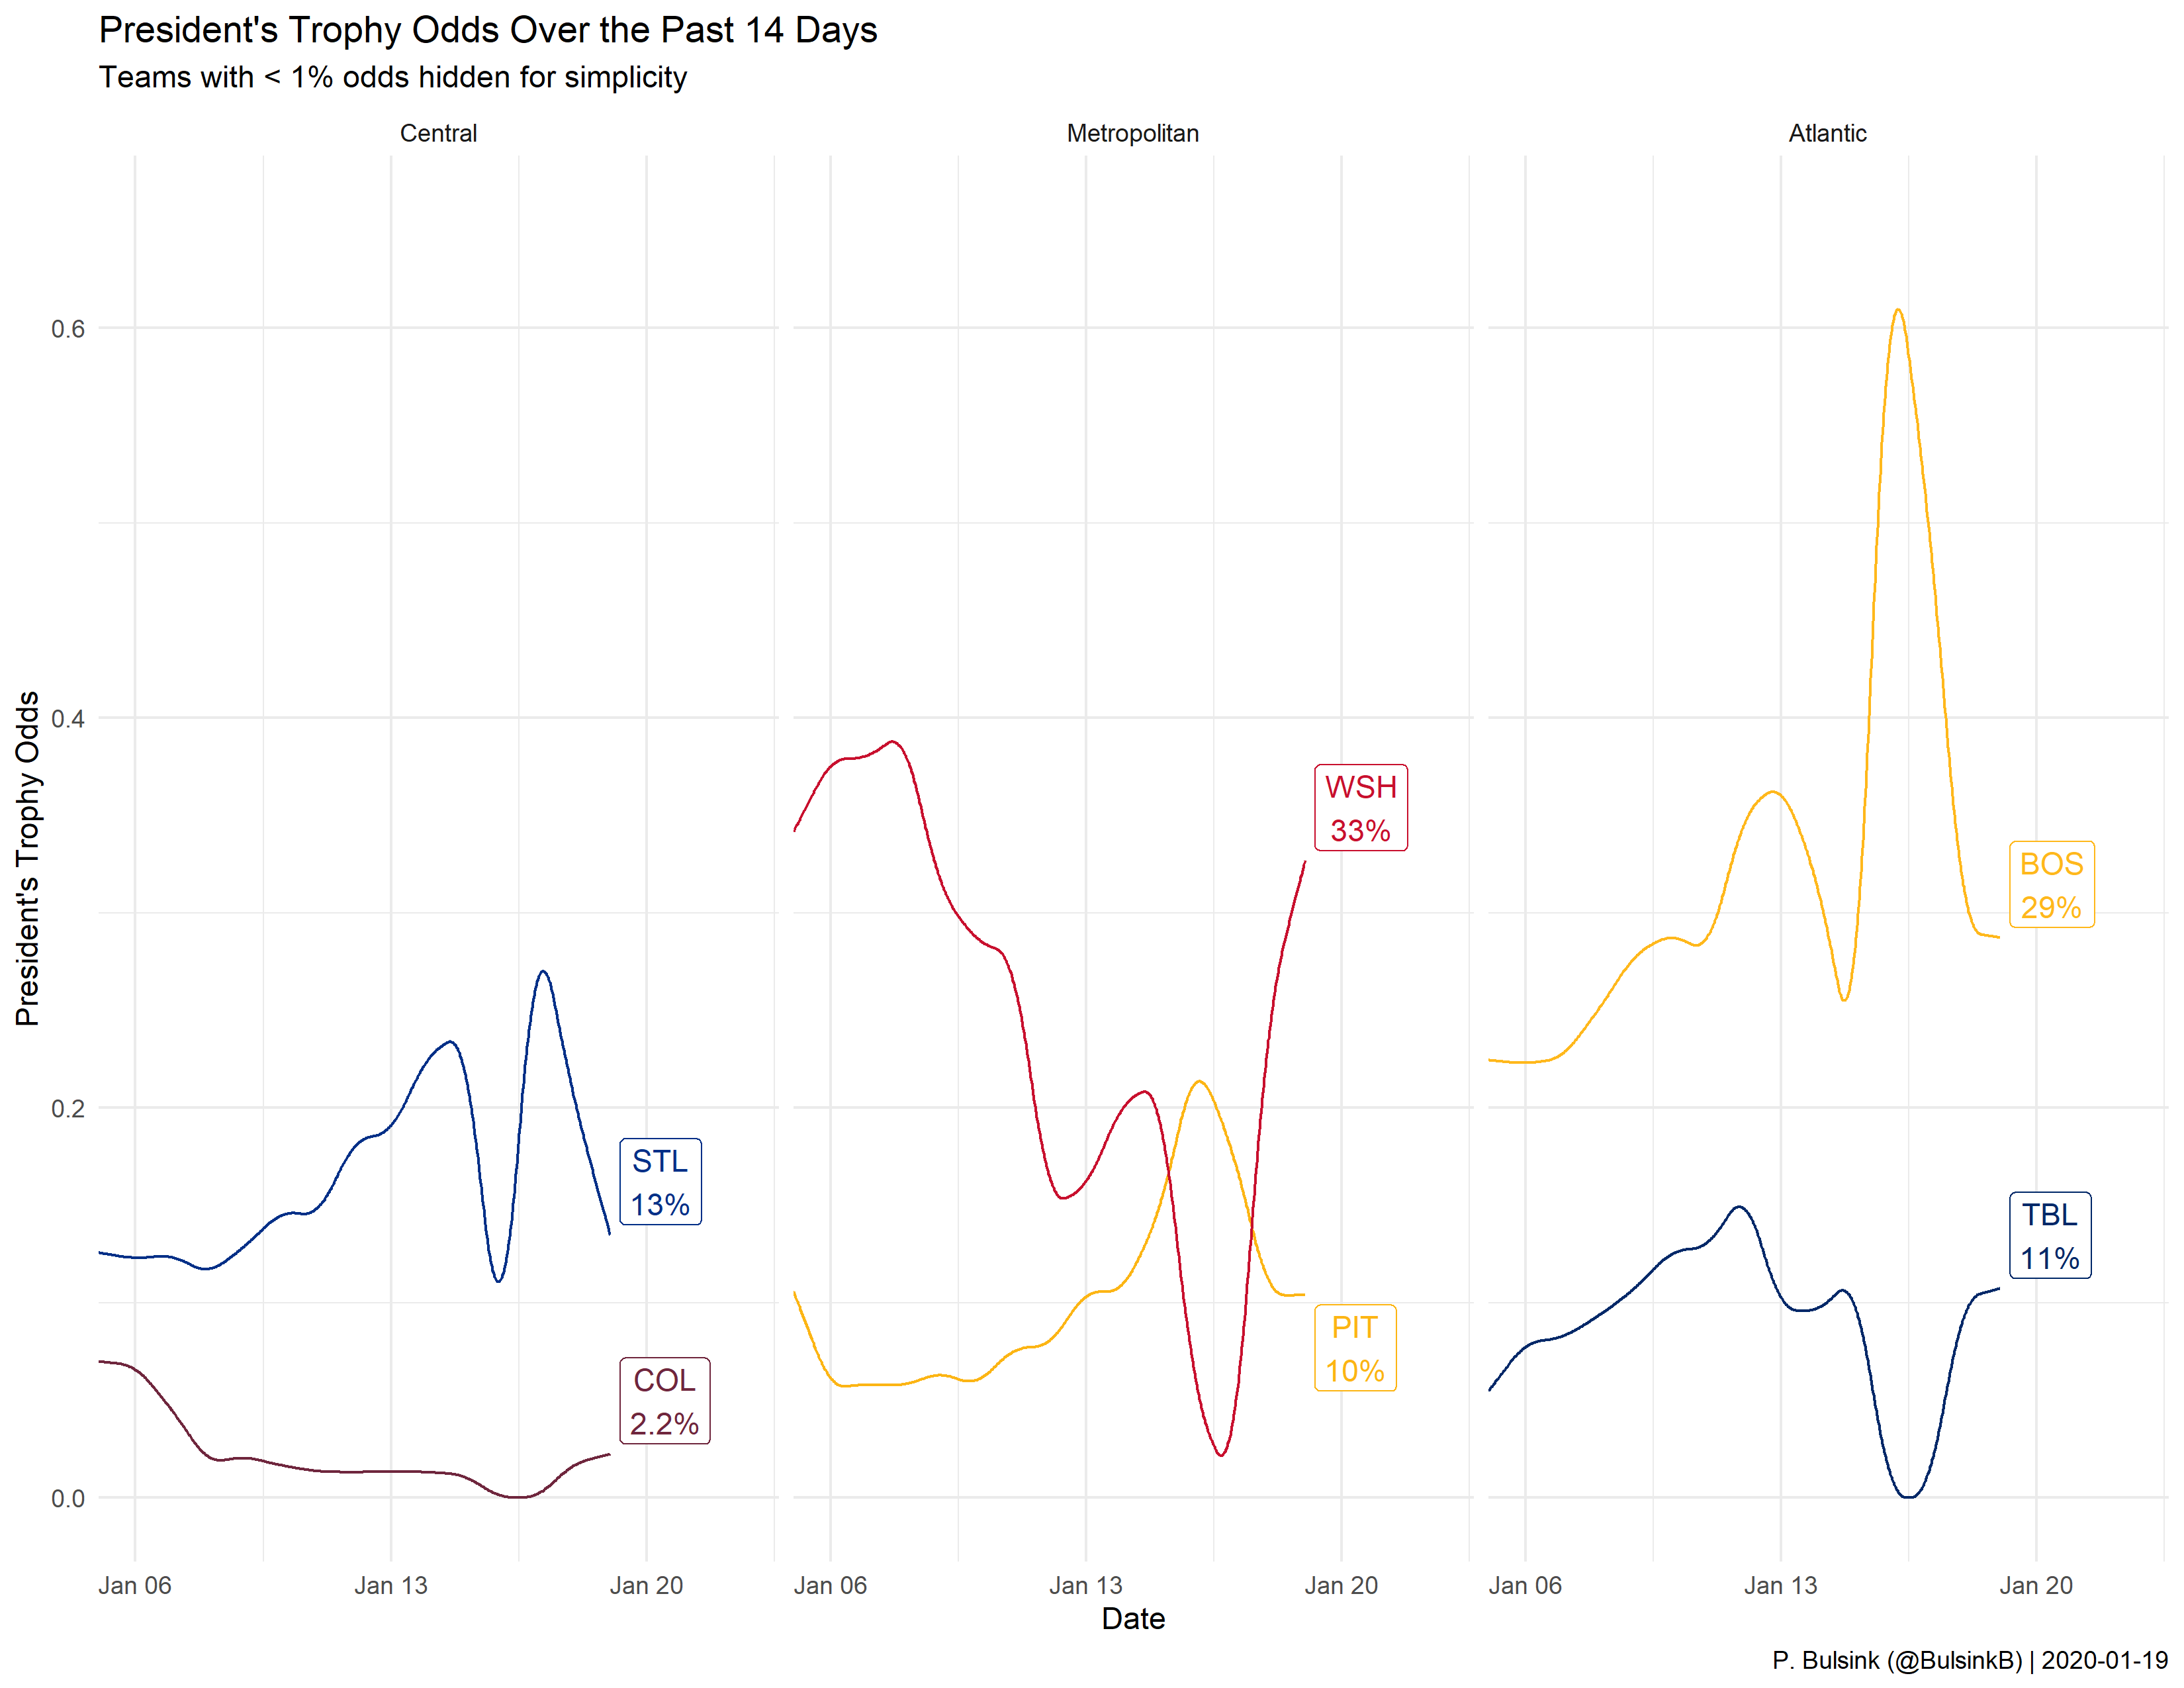 President's Trophy Odds Over the Past 14 Days
Teams with < 1% odds hidden for simplicity
Central
Metropolitan
Atlantic
President's Trophy Odds
0.6
0.4
0.2
0.0
STL
13%
COL
2.2%
WSH
33%
PIT
10%
BOS
29%
TBL
11%
Jan 06
Jan 13
Jan 20
Jan 06
Jan 13
Jan 20
Jan 06
Jan 13
Jan 20
Date
P. Bulsink (@BulsinkB) | 2020-01-19